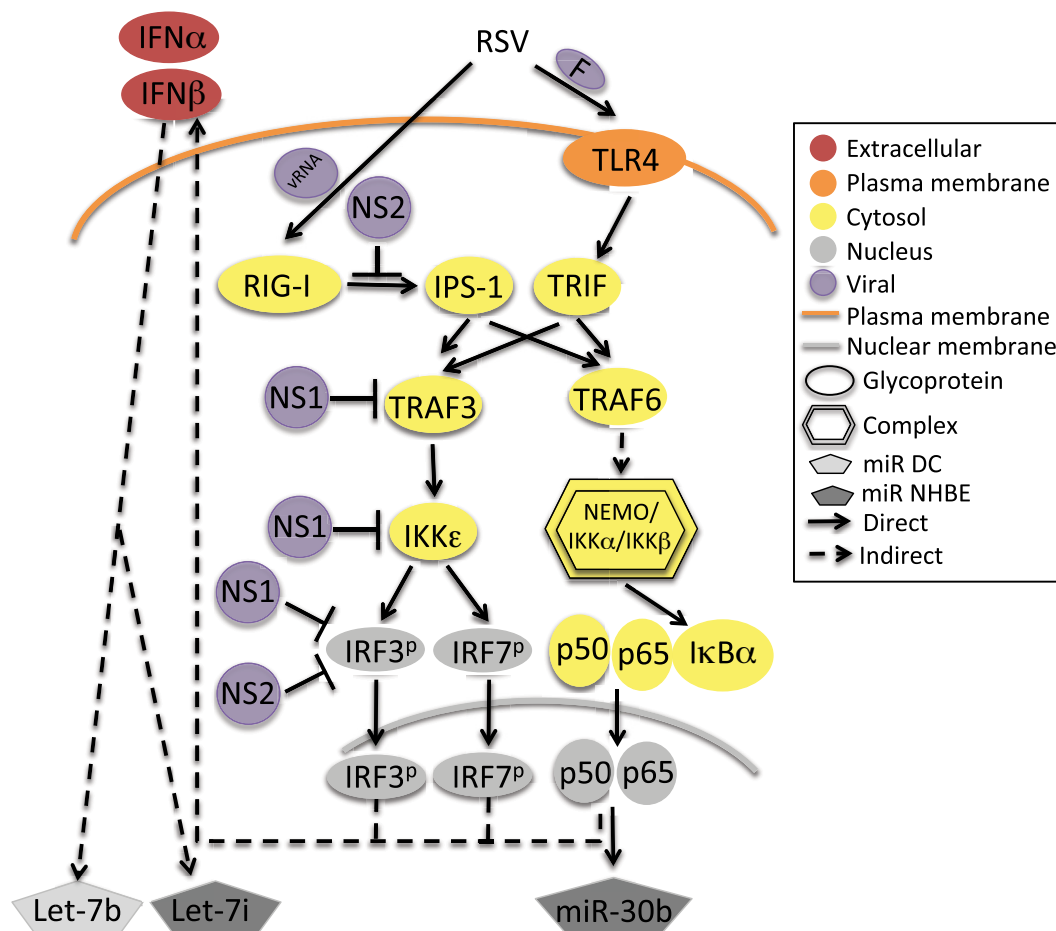 IFNα
IFNβ
RSV
F
TLR4
vRNA
NS2
RIG-I
IPS-1
TRIF
NS1
TRAF3
TRAF6
NS1
IKKε
NEMO/
IKKα/IKKβ
NS1
NS2
IRF3ᵖ
IRF7ᵖ
p50
p65
IκBα
IRF3ᵖ
IRF7ᵖ
p50
p65
Let-7b
Let-7i
miR-30b
Extracellular
Plasma membrane
Cytosol
Nucleus
Viral
Plasma membrane
Nuclear membrane
Glycoprotein
Complex
miR DC
miR NHBE
Direct
Indirect